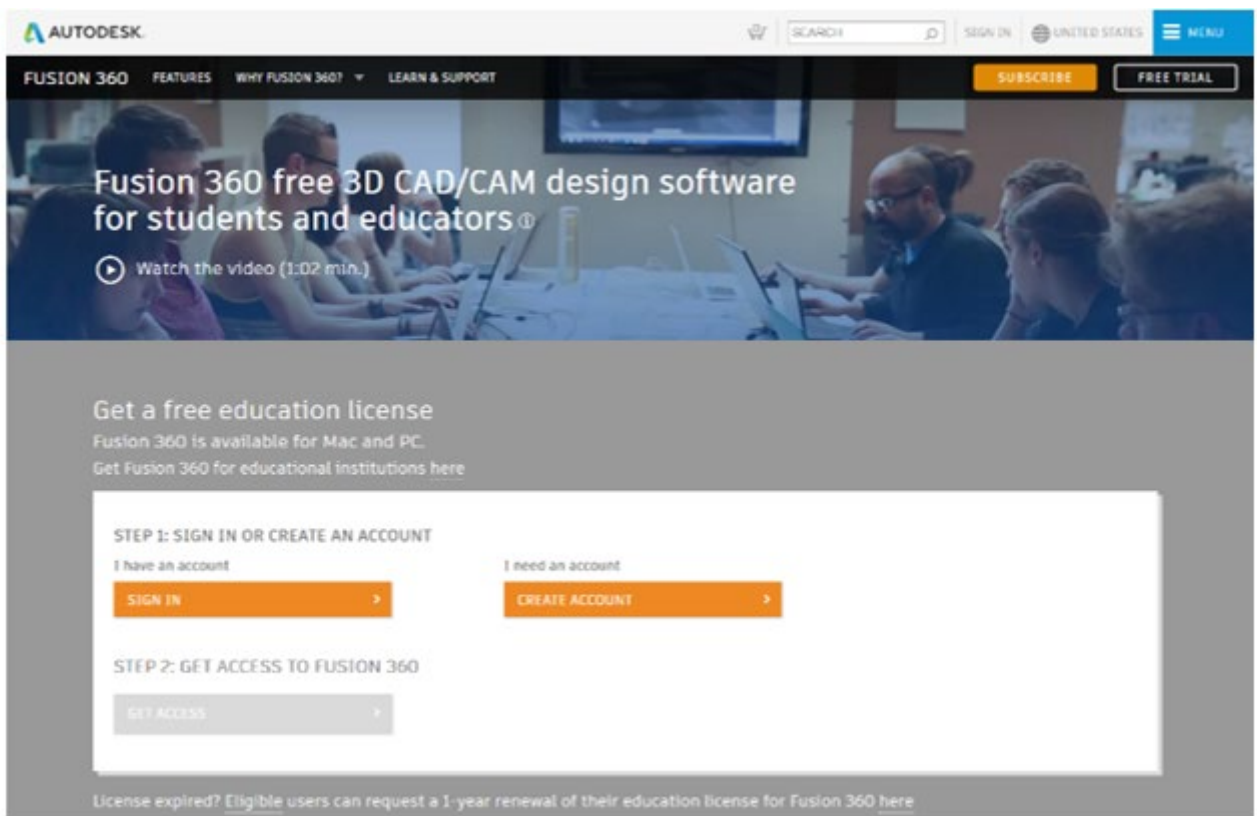 AUTODESK.
SEARCH
SIGN IN
UNITED STATES
MENU
FUSION 360 FEATURES WHY FUSION 360? LEARN & SUPPORT
SUBSCRIBE
FREE TRIAL
Fusion 360 free 3D CAD/CAM design software
for students and educators
Watch the video (1:02 min.)
Get a free education license
Fusion 360 is available for Mac and PC.
Get Fusion 360 for educational institutions here
STEP 1: SIGN IN OR CREATE AN ACCOUNT
I have an account
I need an account
SIGN IN >
CREATE ACCOUNT >
STEP 2: GET ACCESS TO FUSION 360
GET ACCESS >
License expired? Eligible users can request a 1-year renewal of their education license for Fusion 360 here